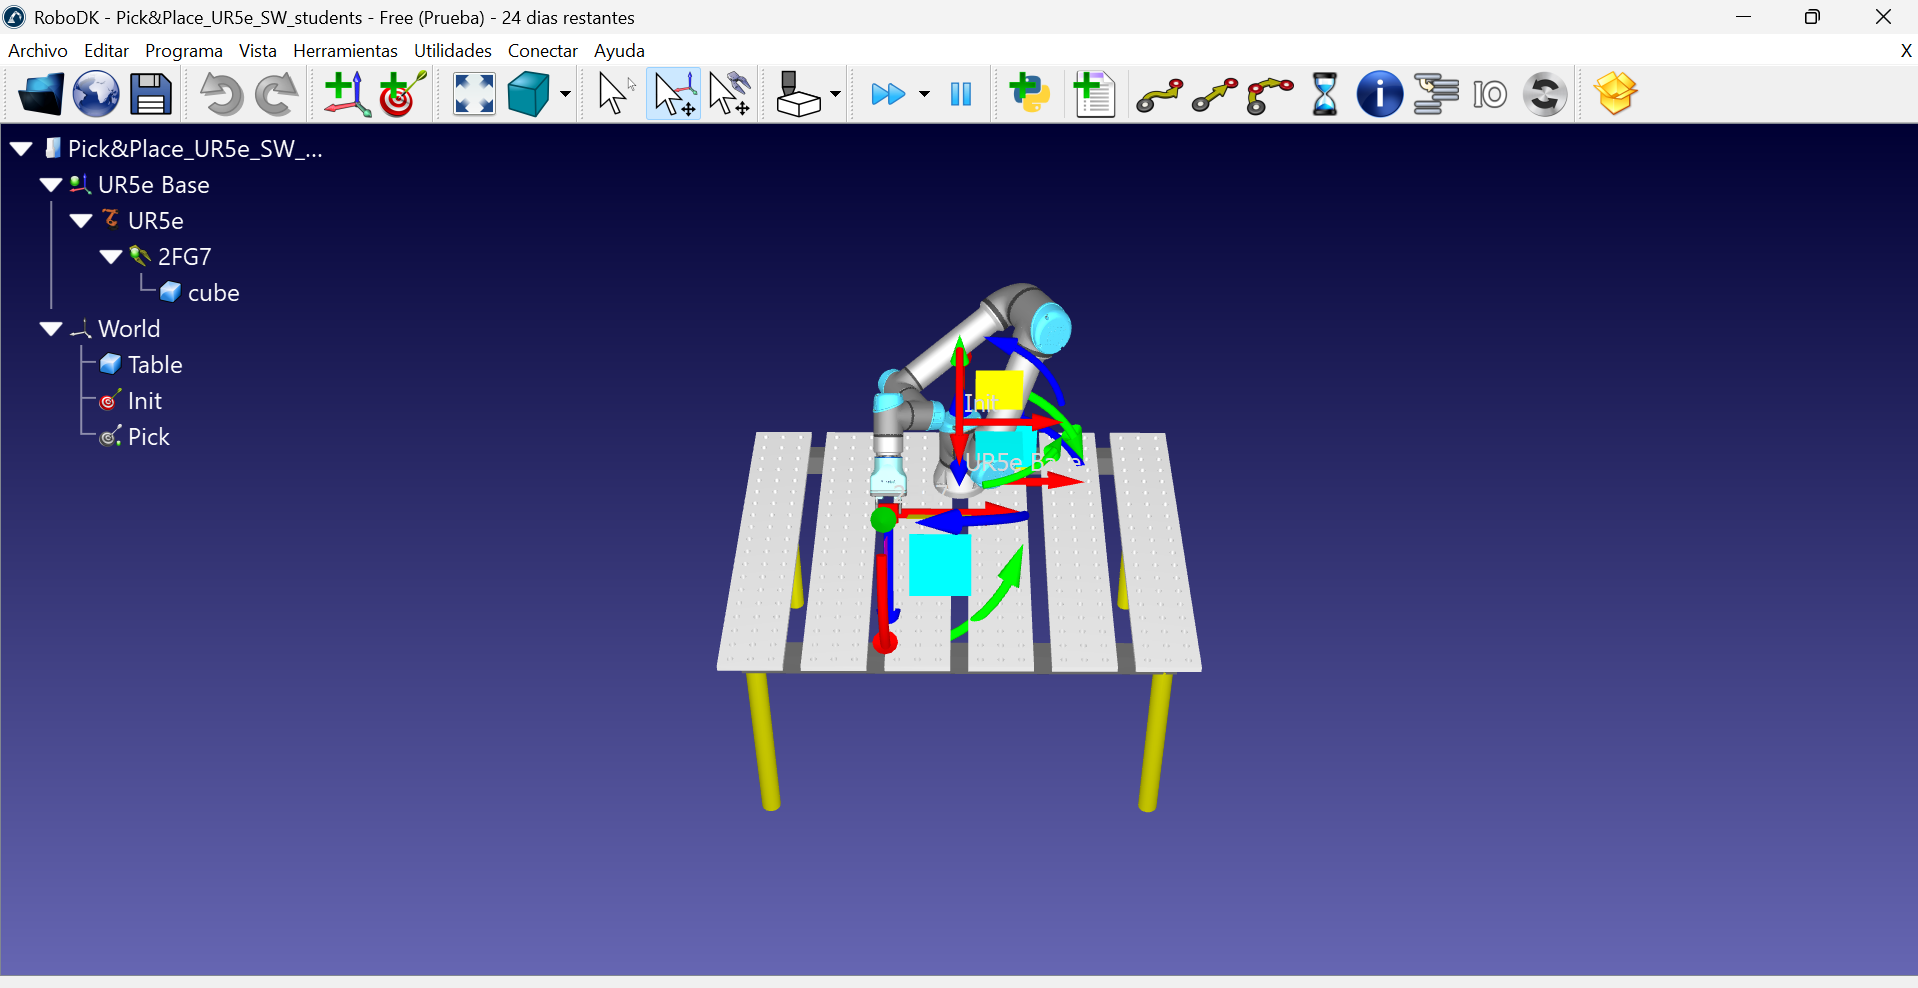 RoboDK - Pick&Place_UR5e_SW_students - Free (Prueba) - 24 dias restantes
Archivo Editar Programa Vista Herramientas Utilidades Conectar Ayuda X
IO
Pick&Place_UR5e_SW_...
UR5e Base
UR5e
2FG7
cube
World
Table
Init
Pick
Init
UR5e Base